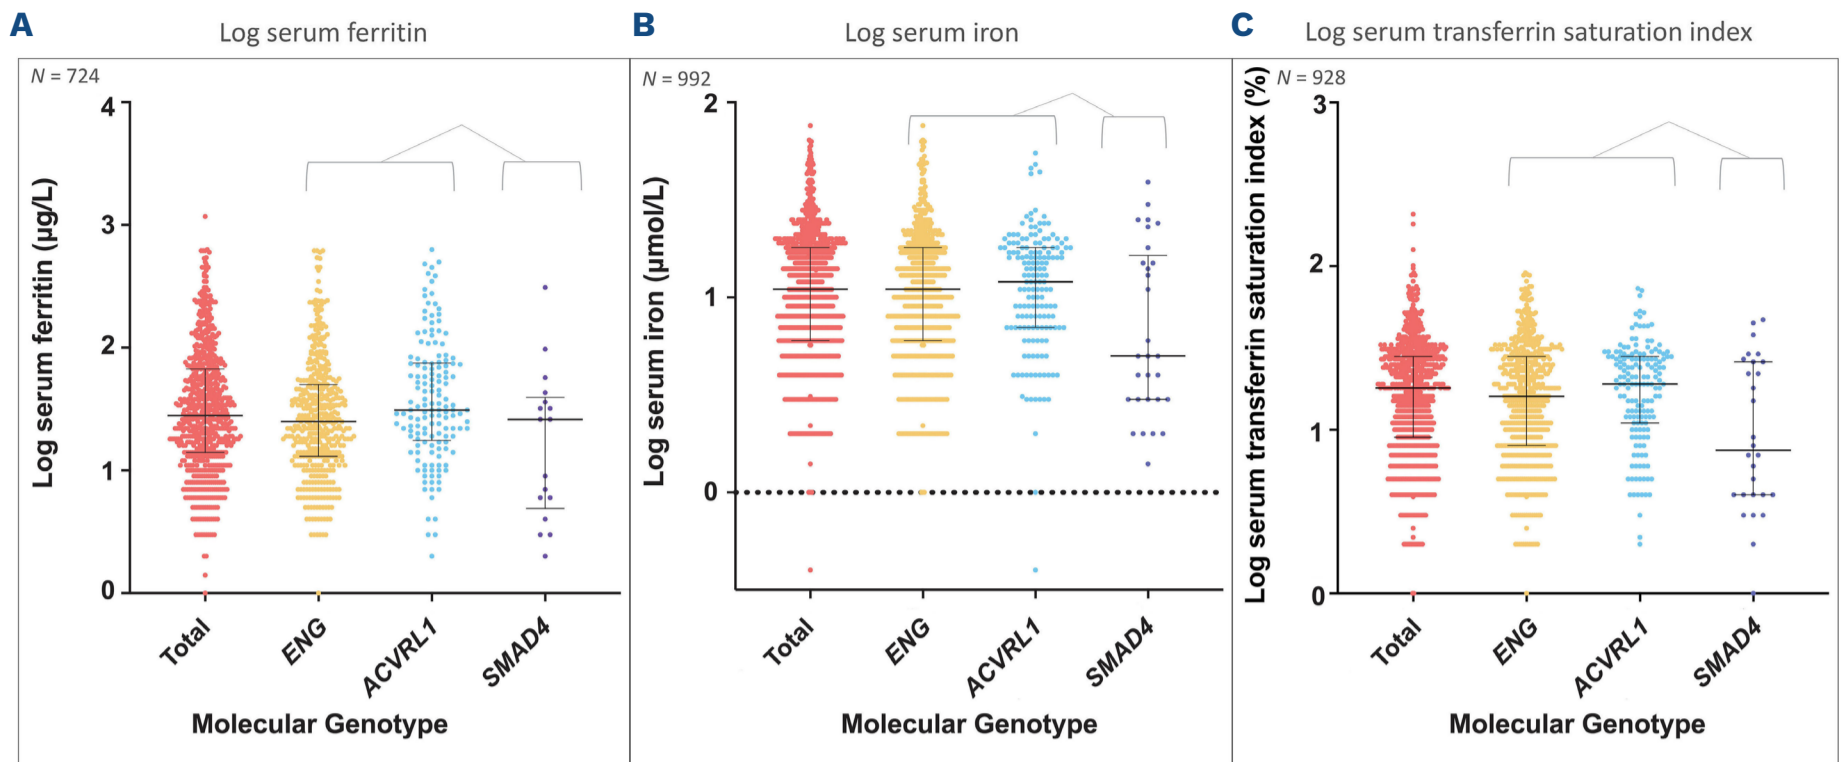 A
Log serum ferritin
N = 724
Log serum ferritin (µg/L)
4
3
2
1
0
Total
ENG
ACVRL1
SMAD4
Molecular Genotype
B
Log serum iron
N = 992
Log serum iron (µmol/L)
2
1
0
Total
ENG
ACVRL1
SMAD4
Molecular Genotype
C
Log serum transferrin saturation index
N = 928
Log serum transferrin saturation index (%)
3
2
1
0
Total
ENG
ACVRL1
SMAD4
Molecular Genotype